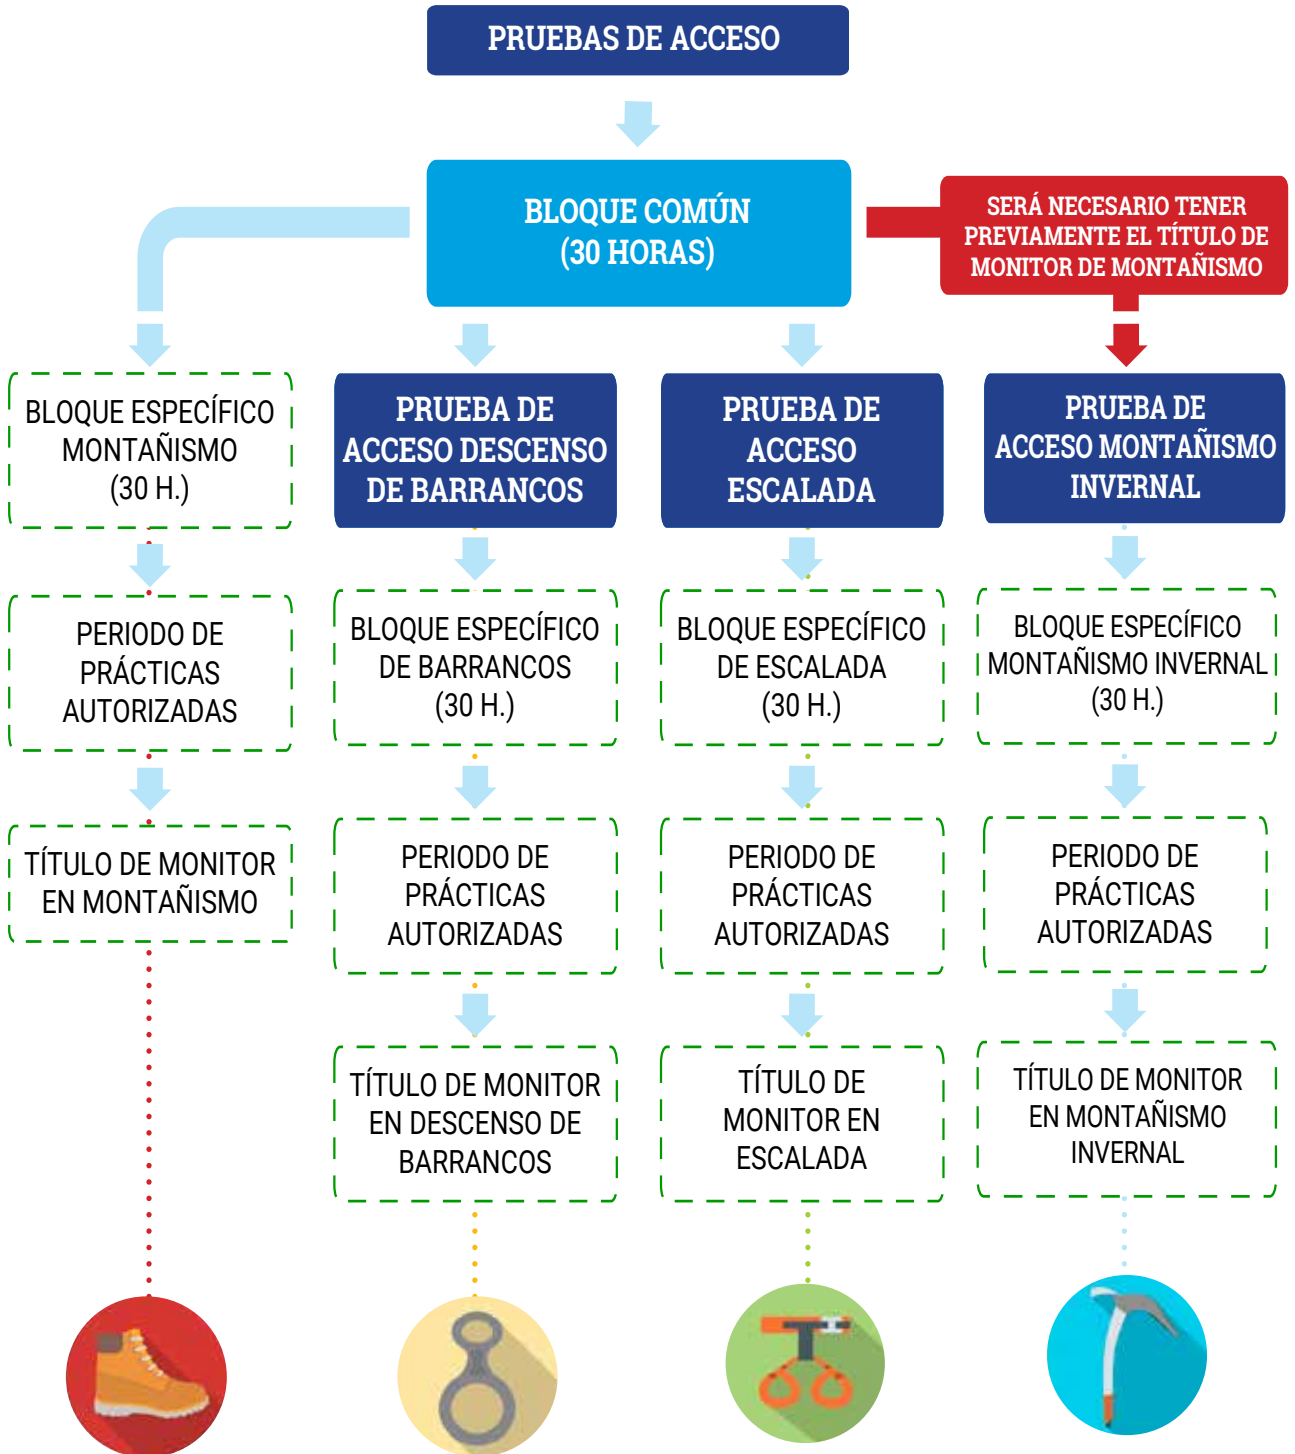 PRUEBAS DE ACCESO
BLOQUE COMÚN
(30 HORAS)
SERÁ NECESARIO TENER
PREVIAMENTE EL TÍTULO DE
MONITOR DE MONTAÑISMO
BLOQUE ESPECÍFICO
MONTAÑISMO
(30 H.)
PERIODO DE
PRÁCTICAS
AUTORIZADAS
TÍTULO DE MONITOR
EN MONTAÑISMO
PRUEBA DE
ACCESO DESCENSO
DE BARRANCOS
BLOQUE ESPECÍFICO
DE BARRANCOS
(30 H.)
PERIODO DE
PRÁCTICAS
AUTORIZADAS
TÍTULO DE MONITOR
EN DESCENSO DE
BARRANCOS
PRUEBA DE
ACCESO
ESCALADA
BLOQUE ESPECÍFICO
DE ESCALADA
(30 H.)
PERIODO DE
PRÁCTICAS
AUTORIZADAS
TÍTULO DE
MONITOR EN
ESCALADA
PRUEBA DE
ACCESO MONTAÑISMO
INVERNAL
BLOQUE ESPECÍFICO
MONTAÑISMO INVERNAL
(30 H.)
PERIODO DE
PRÁCTICAS
AUTORIZADAS
TÍTULO DE MONITOR
EN MONTAÑISMO
INVERNAL